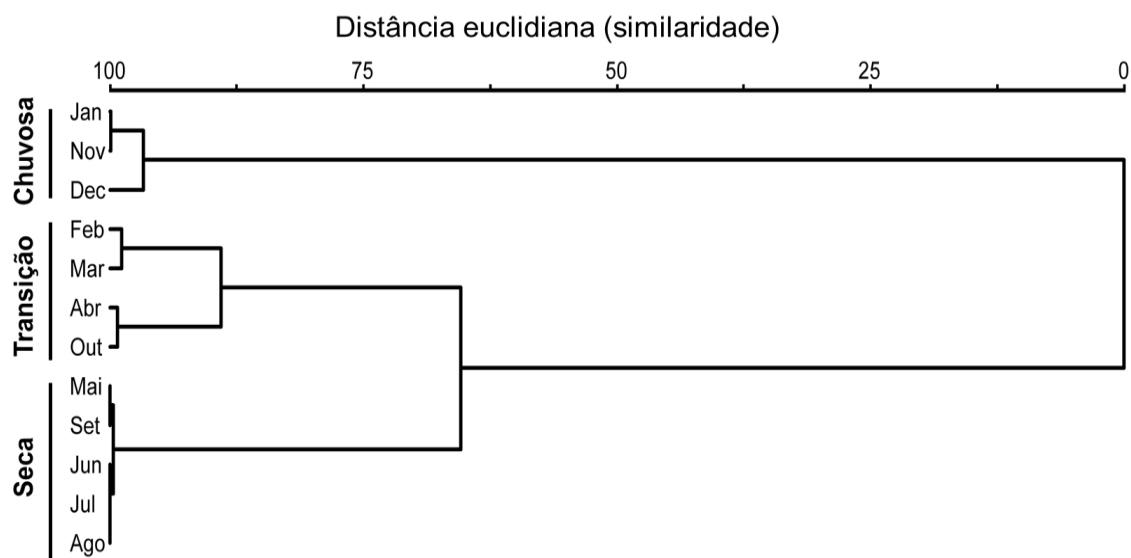 Distância euclidiana (similaridade)
100 75 50 25 0
Chuvosa
Jan
Nov
Dec
Transição
Feb
Mar
Abr
Out
Seca
Mai
Set
Jun
Jul
Ago